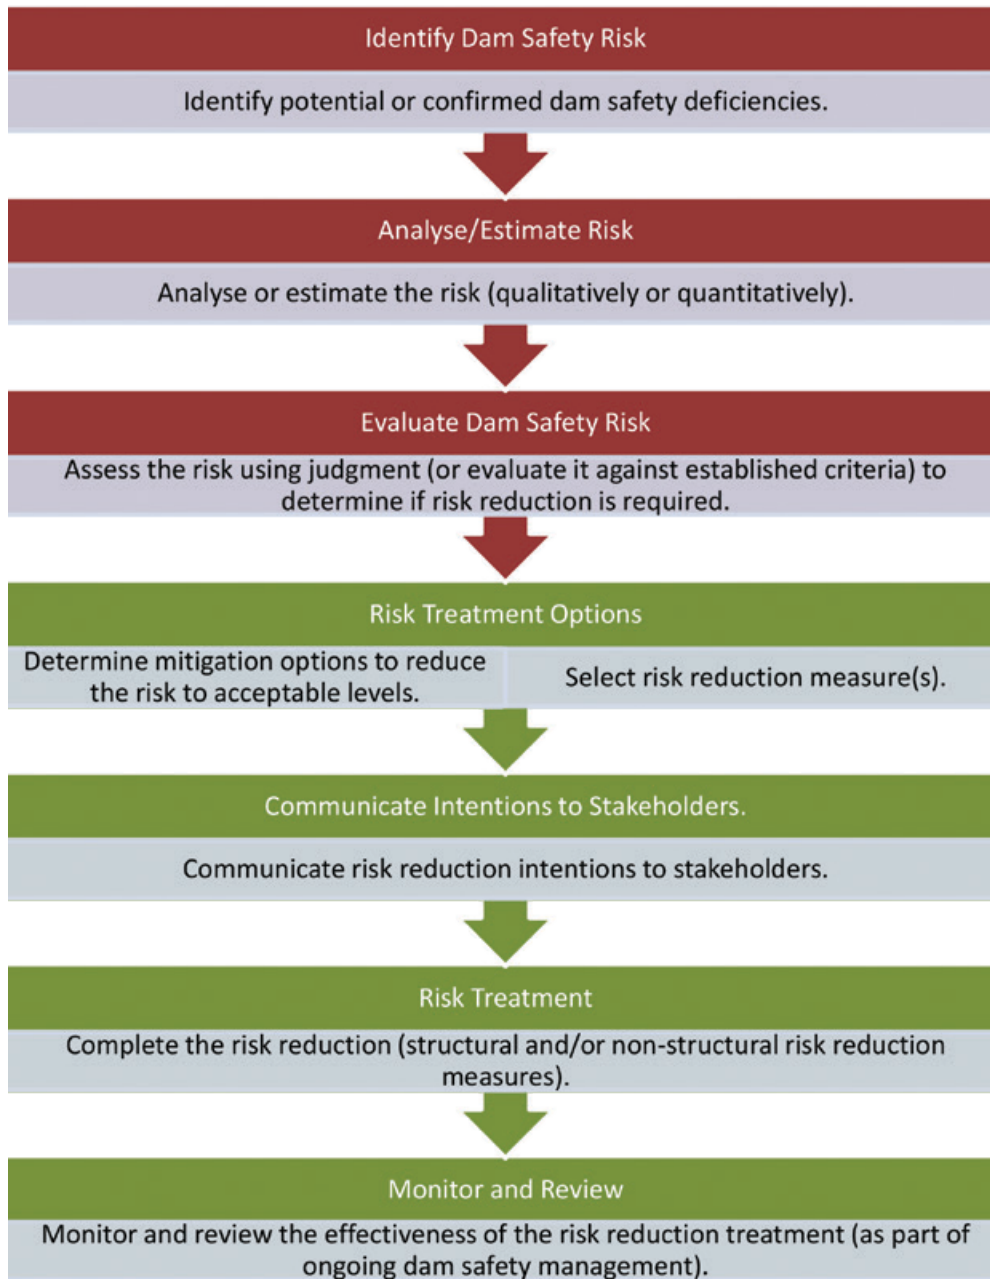 Identify Dam Safety Risk
Identify potential or confirmed dam safety deficiencies.
Analyse/Estimate Risk
Analyse or estimate the risk (qualitatively or quantitatively).
Evaluate Dam Safety Risk
Assess the risk using judgment (or evaluate it against established criteria) to
determine if risk reduction is required.
Risk Treatment Options
Determine mitigation options to reduce
the risk to acceptable levels.
Select risk reduction measure(s).
Communicate Intentions to Stakeholders.
Communicate risk reduction intentions to stakeholders.
Risk Treatment
Complete the risk reduction (structural and/or non-structural risk reduction
measures).
Monitor and Review
Monitor and review the effectiveness of the risk reduction treatment (as part of
ongoing dam safety management).